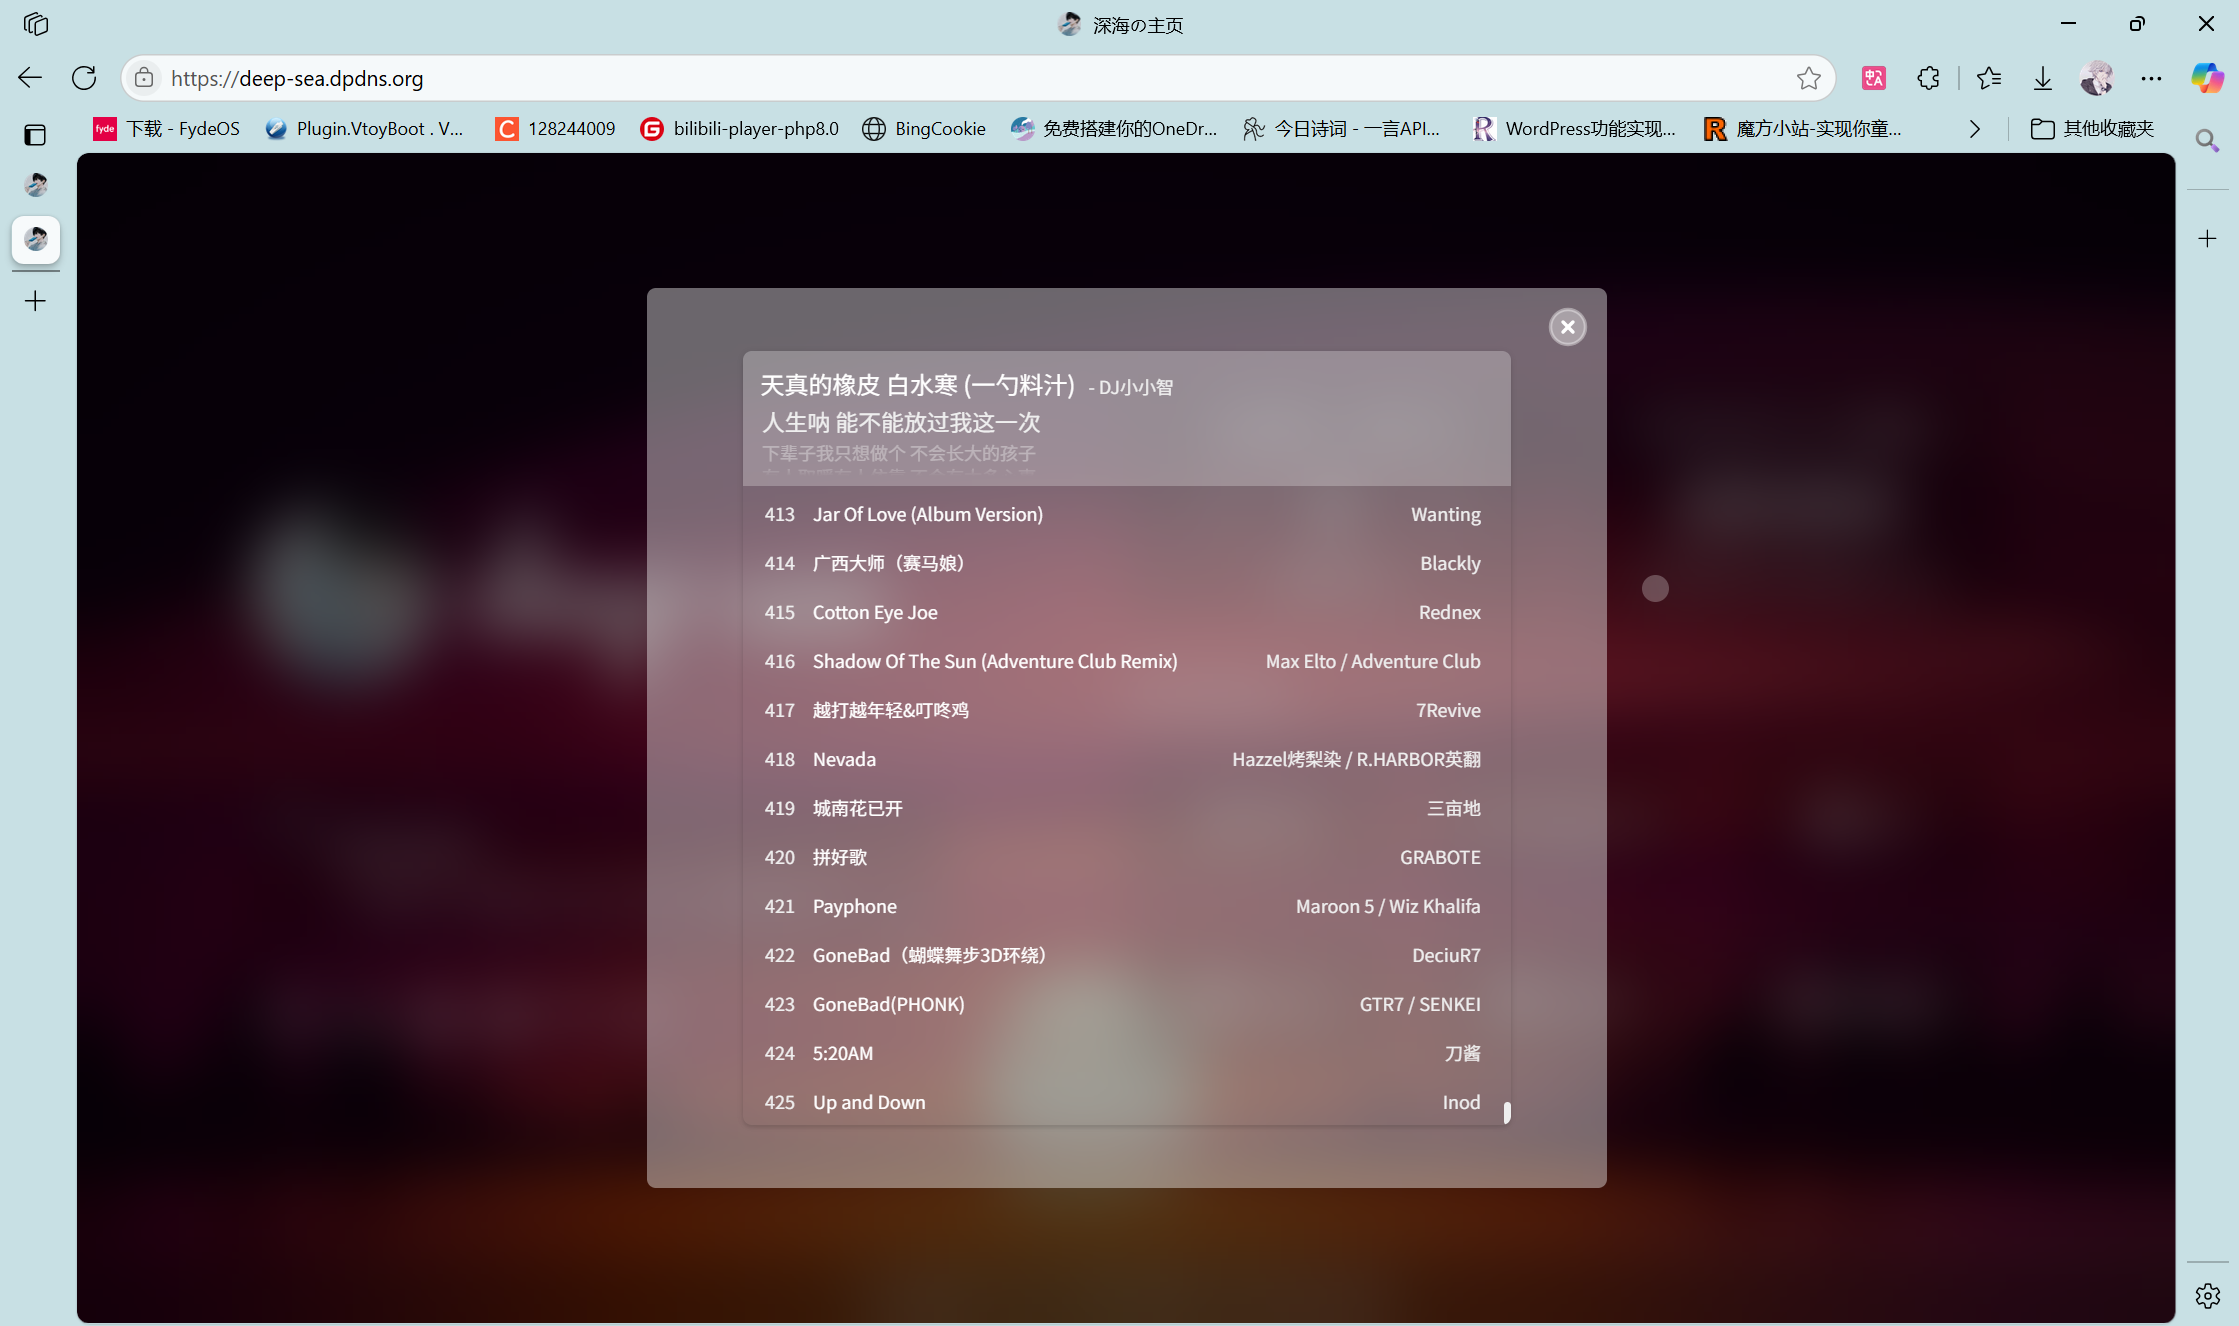 深海の主页
https://deep-sea.dpdns.org
fyde 下载 - FydeOS Plugin.VtoyBoot . V... C 128244009 G bilibili-player-php8.0 BingCookie 免费搭建你的OneDr... 今日诗词 - 一言API... R WordPress功能实现... R 魔方小站-实现你童... 其他收藏夹
天真的橡皮 白水寒 (一勺料汁) - DJ小小智
人生呐 能不能放过我这一次
下辈子我只想做个 不会长大的孩子
413 Jar Of Love (Album Version) Wanting
414 广西大师（赛马娘） Blackly
415 Cotton Eye Joe Rednex
416 Shadow Of The Sun (Adventure Club Remix) Max Elto / Adventure Club
417 越打越年轻&叮咚鸡 7Revive
418 Nevada Hazzel烤梨染 / R.HARBOR英翻
419 城南花已开 三亩地
420 拼好歌 GRABOTE
421 Payphone Maroon 5 / Wiz Khalifa
422 GoneBad（蝴蝶舞步3D环绕） DeciuR7
423 GoneBad(PHONK) GTR7 / SENKEI
424 5:20AM 刀酱
425 Up and Down Inod